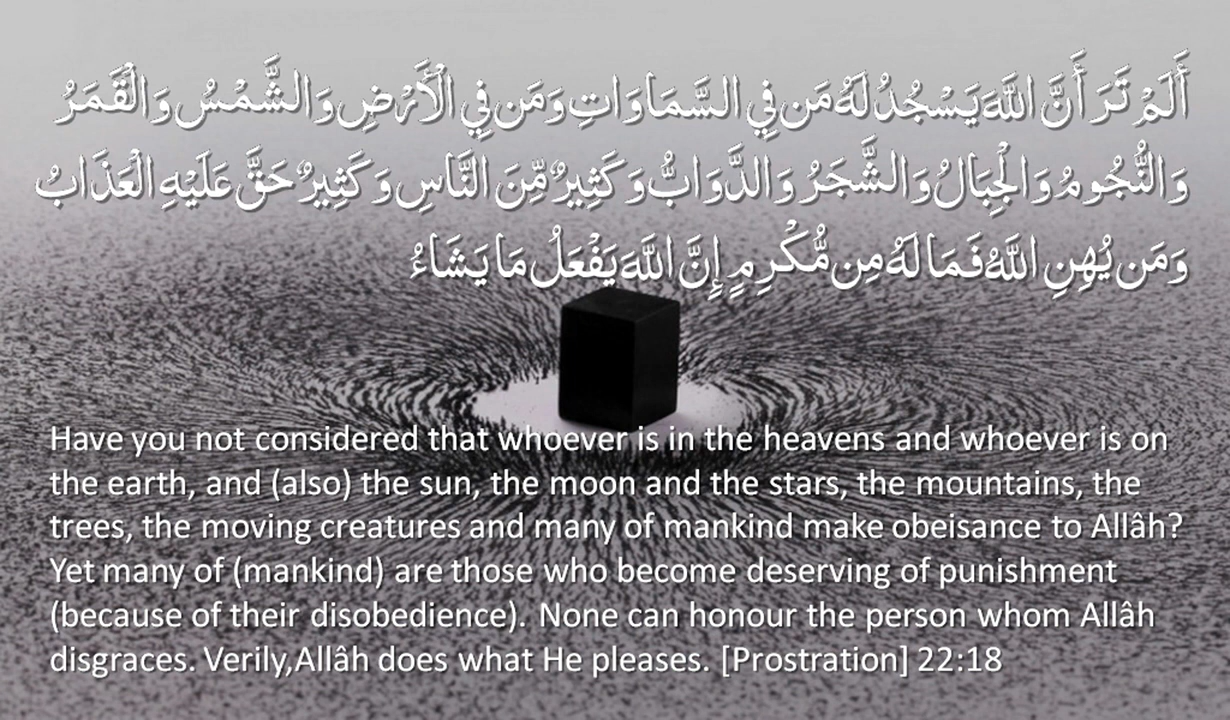 أَلَمْ تَرَ أَنَّ اللَّهَ يَسْجُدُ لَهُ مَن فِي السَّمَاوَاتِ وَمَن فِي الْأَرْضِ وَالشَّمْسُ وَالْقَمَرُ
وَالنُّجُومُ وَالْجِبَالُ وَالشَّجَرُ وَالدَّوَابُّ وَكَثِيرٌ مِّنَ النَّاسِ وَكَثِيرٌ حَقَّ عَلَيْهِ الْعَذَابُ
وَمَن يُهِنِ اللَّهُ فَمَا لَهُ مِن مُّكْرِمٍ إِنَّ اللَّهَ يَفْعَلُ مَا يَشَاءُ
Have you not considered that whoever is in the heavens and whoever is on
the earth, and (also) the sun, the moon and the stars, the mountains, the
trees, the moving creatures and many of mankind make obeisance to Allâh?
Yet many of (mankind) are those who become deserving of punishment
(because of their disobedience). None can honour the person whom Allâh
disgraces. Verily,Allâh does what He pleases. [Prostration] 22:18